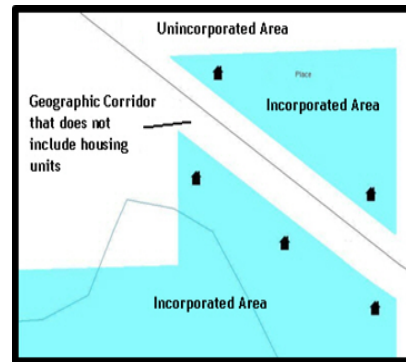 Unincorporated Area
Place
Incorporated Area
Geographic Corridor
that does not
include housing
units
Incorporated Area